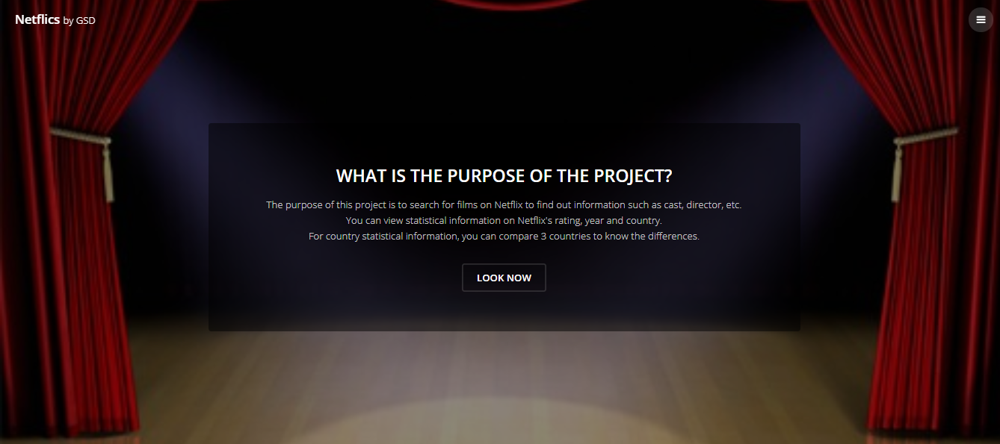 Netflics by GSD
WHAT IS THE PURPOSE OF THE PROJECT?
The purpose of this project is to search for films on Netflix to find out information such as cast, director, etc.
You can view statistical information on Netflix's rating, year and country.
For country statistical information, you can compare 3 countries to know the differences.
LOOK NOW